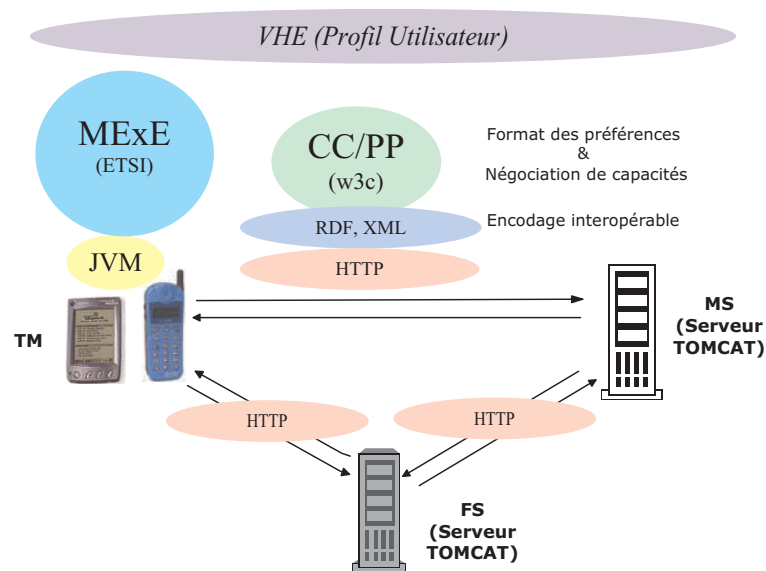 VHE (Profil Utilisateur)
MExE
(ETSI)
CC/PP
(w3c)
Format des préférences
&
Négociation de capacités
RDF, XML
Encodage interopérable
JVM
HTTP
TM
MS
(Serveur
TOMCAT)
HTTP
HTTP
FS
(Serveur
TOMCAT)